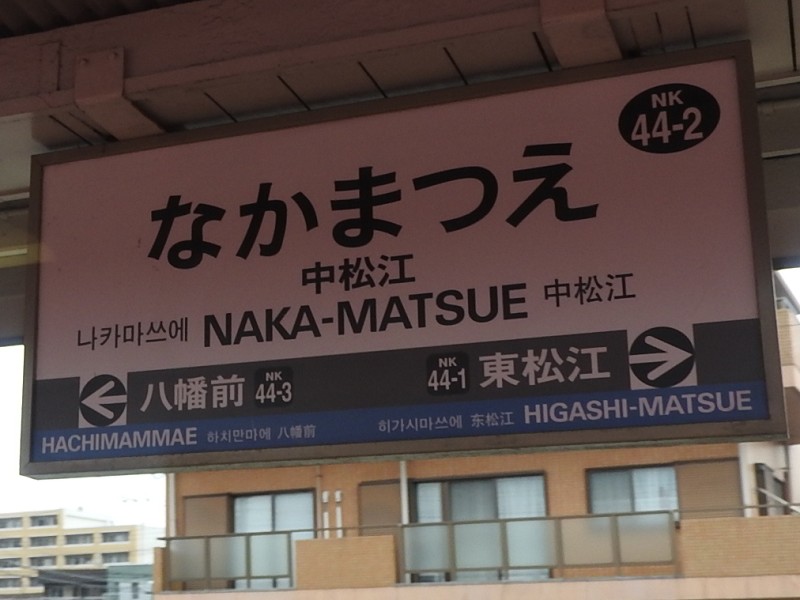 NK
44-2
なかまつえ
中松江
나카마쓰에 NAKA-MATSUE 中松江
八幡前 NK 44-3 NK 44-1 東松江
HACHIMAMMAE 하치만마에 八幡前 히가시마쓰에 东松江 HIGASHI-MATSUE